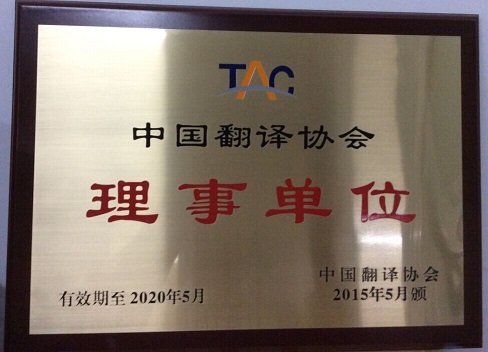 TAC
中国翻译协会
理事单位
中国翻译协会
有效期至2020年5月
2015年5月颁